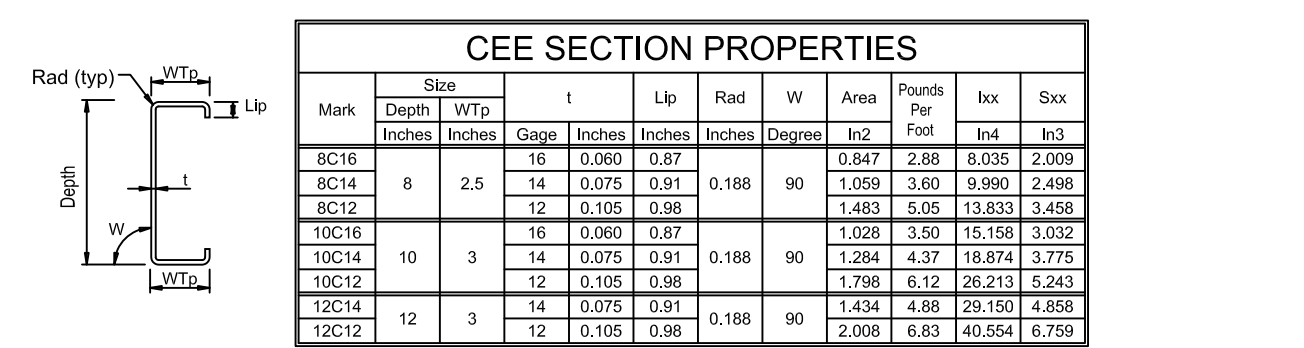 CEE SECTION PROPERTIES
Rad (typ)
WTp
Lip
Depth
t
W
WTp
Mark Size t Lip Rad W Area Pounds Per Foot Ixx Sxx
Depth WTp
Inches Inches Gage Inches Inches Inches Degree In2 In4 In3
8C16 16 0.060 0.87 0.847 2.88 8.035 2.009
8C14 8 2.5 14 0.075 0.91 0.188 90 1.059 3.60 9.990 2.498
8C12 12 0.105 0.98 1.483 5.05 13.833 3.458
10C16 16 0.060 0.87 1.028 3.50 15.158 3.032
10C14 10 3 14 0.075 0.91 0.188 90 1.284 4.37 18.874 3.775
10C12 12 0.105 0.98 1.798 6.12 26.213 5.243
12C14 12 3 14 0.075 0.91 0.188 90 1.434 4.88 29.150 4.858
12C12 12 0.105 0.98 2.008 6.83 40.554 6.759